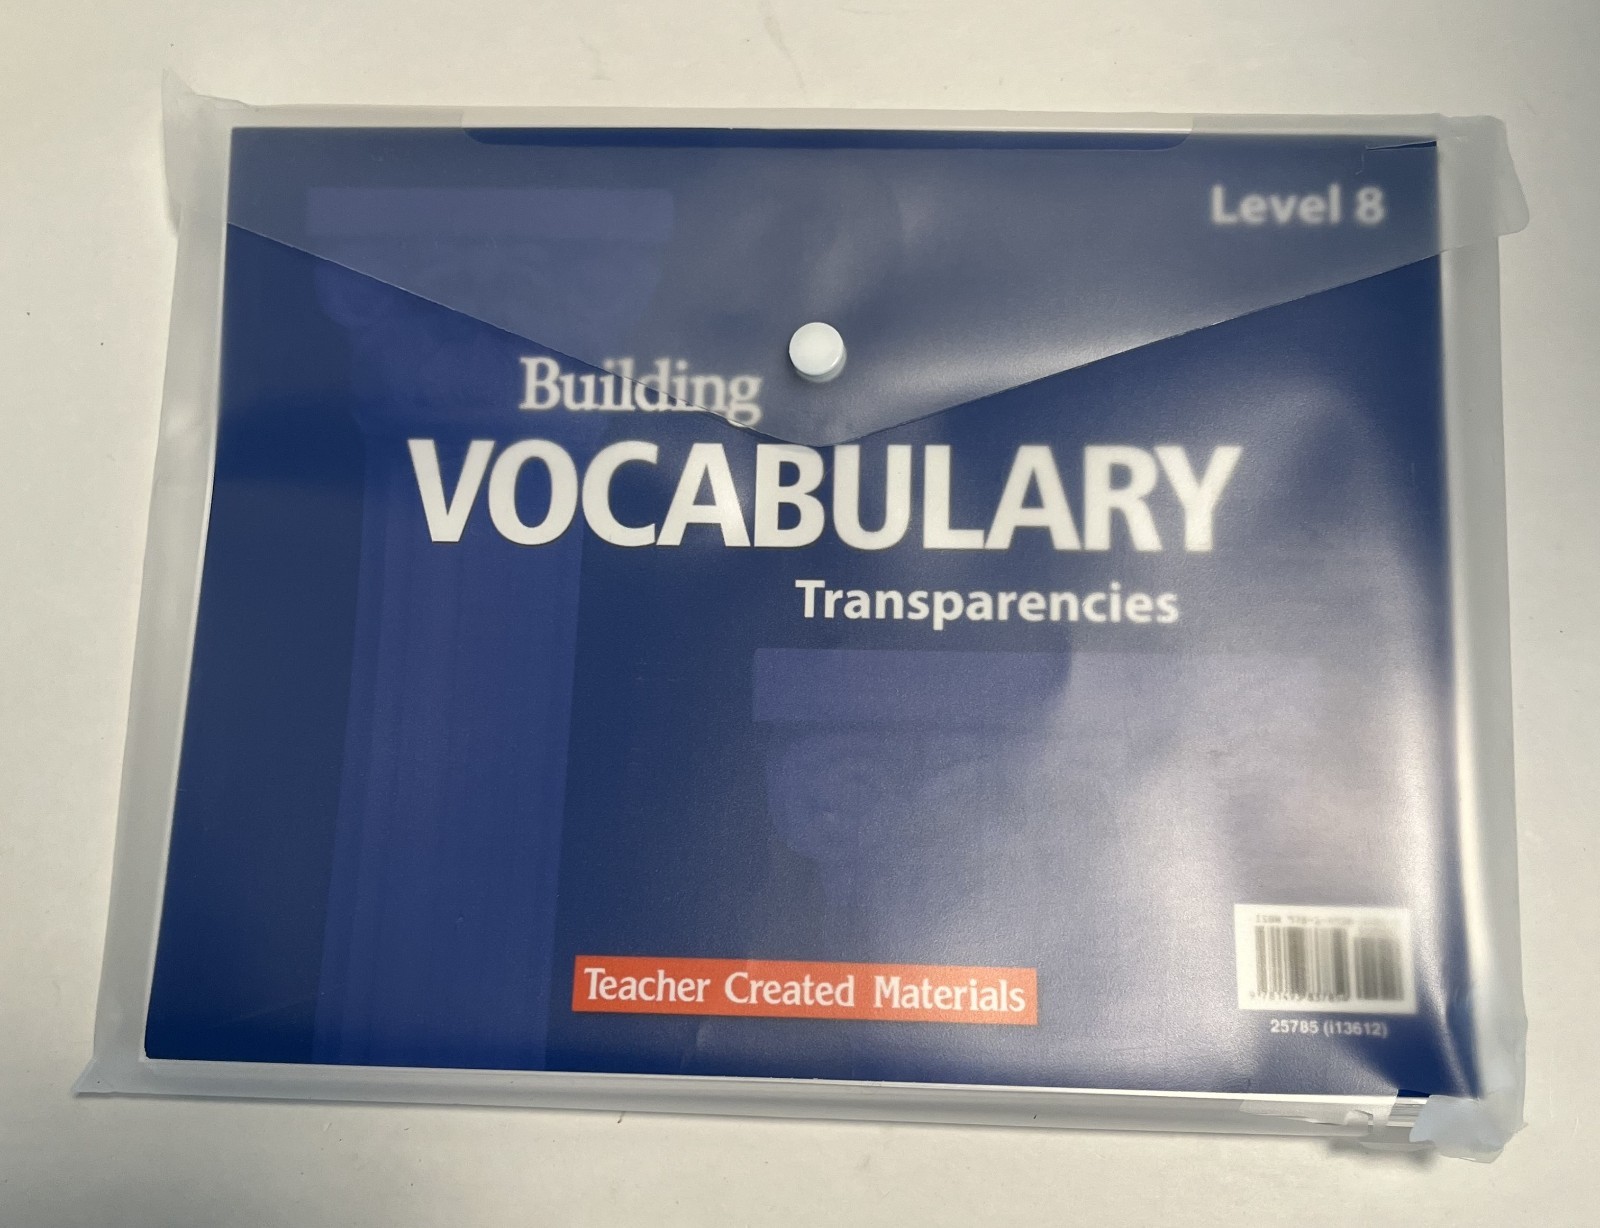 Level 8
Building
VOCABULARY
Transparencies
Teacher Created Materials
25785 (i13612)